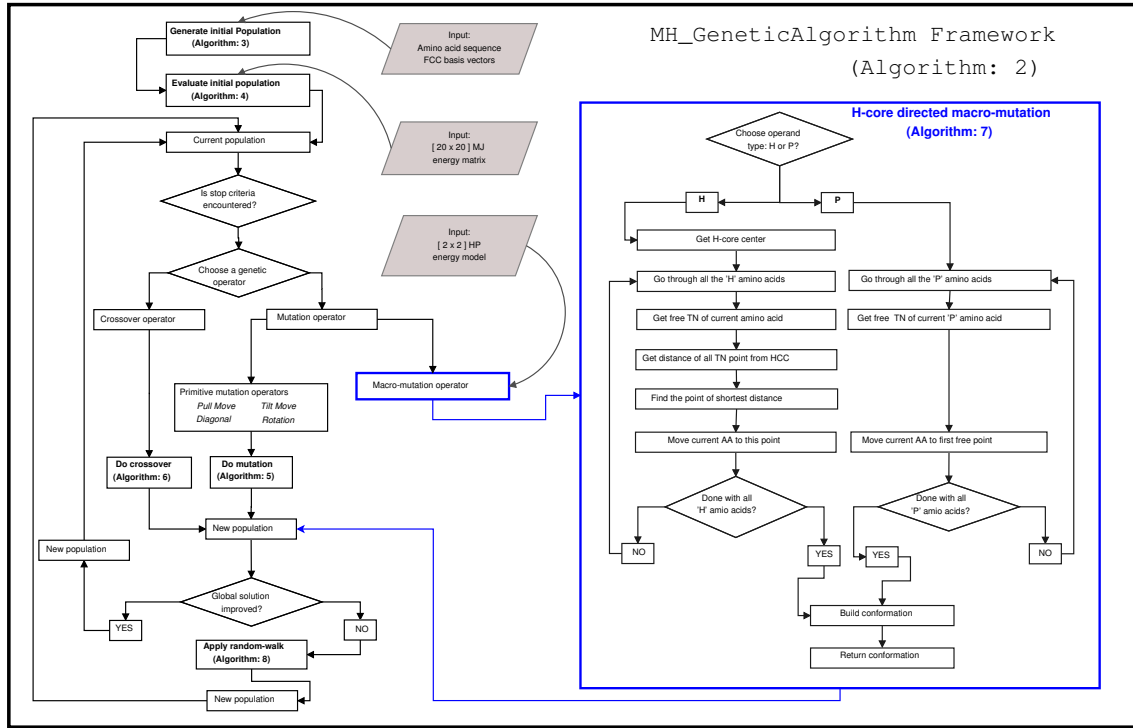 MH_GeneticAlgorithm Framework
(Algorithm: 2)
Generate initial Population
(Algorithm: 3)
Input:
Amino acid sequence
FCC basis vectors
Evaluate initial population
(Algorithm: 4)
Current population
Input:
[ 20 x 20 ] MJ
energy matrix
Is stop criteria
encountered?
Input:
[ 2 x 2 ] HP
energy model
Choose a genetic
operator
Crossover operator
Mutation operator
Macro-mutation operator
Primitive mutation operators
Pull Move Tilt Move
Diagonal Rotation
Do crossover
(Algorithm: 6)
Do mutation
(Algorithm: 5)
New population
New population
Global solution
improved?
YES
NO
Apply random-walk
(Algorithm: 8)
New population
H-core directed macro-mutation
(Algorithm: 7)
Choose operand
type: H or P?
H
P
Get H-core center
Go through all the 'H' amino acids
Get free TN of current amino acid
Get distance of all TN point from HCC
Find the point of shortest distance
Move current AA to this point
Done with all
'H' amio acids?
NO
YES
Go through all the 'P' amino acids
Get free TN of current 'P' amino acid
Move current AA to first free point
Done with all
'P' amio acids?
YES
NO
Build conformation
Return conformation